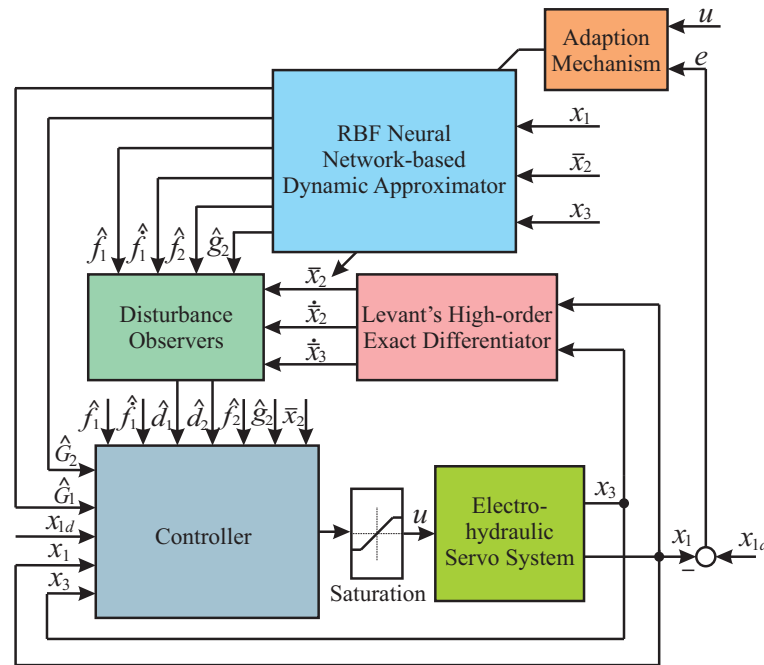 Adaption
Mechanism
u
e
RBF Neural
Network-based
Dynamic Approximator
x₁
x̄₂
x₃
f̂₁ f̂̇₁ f̂₂ ĝ₂
Disturbance
Observers
x̄₂
x̄̇₂
x̄̇₃
Levant's High-order
Exact Differentiator
f̂₁ f̂̇₁ d̂₁ d̂₂ f̂₂ ĝ₂ x̄₂
Ĝ₂
Ĝ₁
x₁d
x₁
x₃
Controller
Saturation
u
Electro-
hydraulic
Servo System
x₃
x₁
−
x₁d